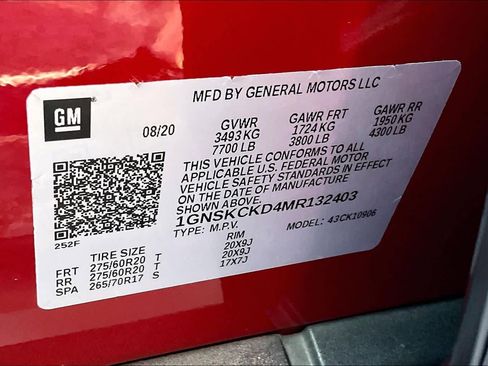 MFD BY GENERAL MOTORS LLC
GM
08/20 GVWR GAWR FRT GAWR RR
3493 KG 1724 KG 1950 KG
7700 LB 3800 LB 4300 LB
THIS VEHICLE CONFORMS TO ALL
APPLICABLE U.S. FEDERAL MOTOR
VEHICLE SAFETY STANDARDS IN EFFECT
ON THE DATE OF MANUFACTURE
SHOWN ABOVE.
1GNSKCKD4MR132403
TYPE: M.P.V. MODEL: 43CK10906
252F
TIRE SIZE RIM
FRT 275/60R20 T 20X9J
RR 275/60R20 T 20X9J
SPA 265/70R17 S 17X7J